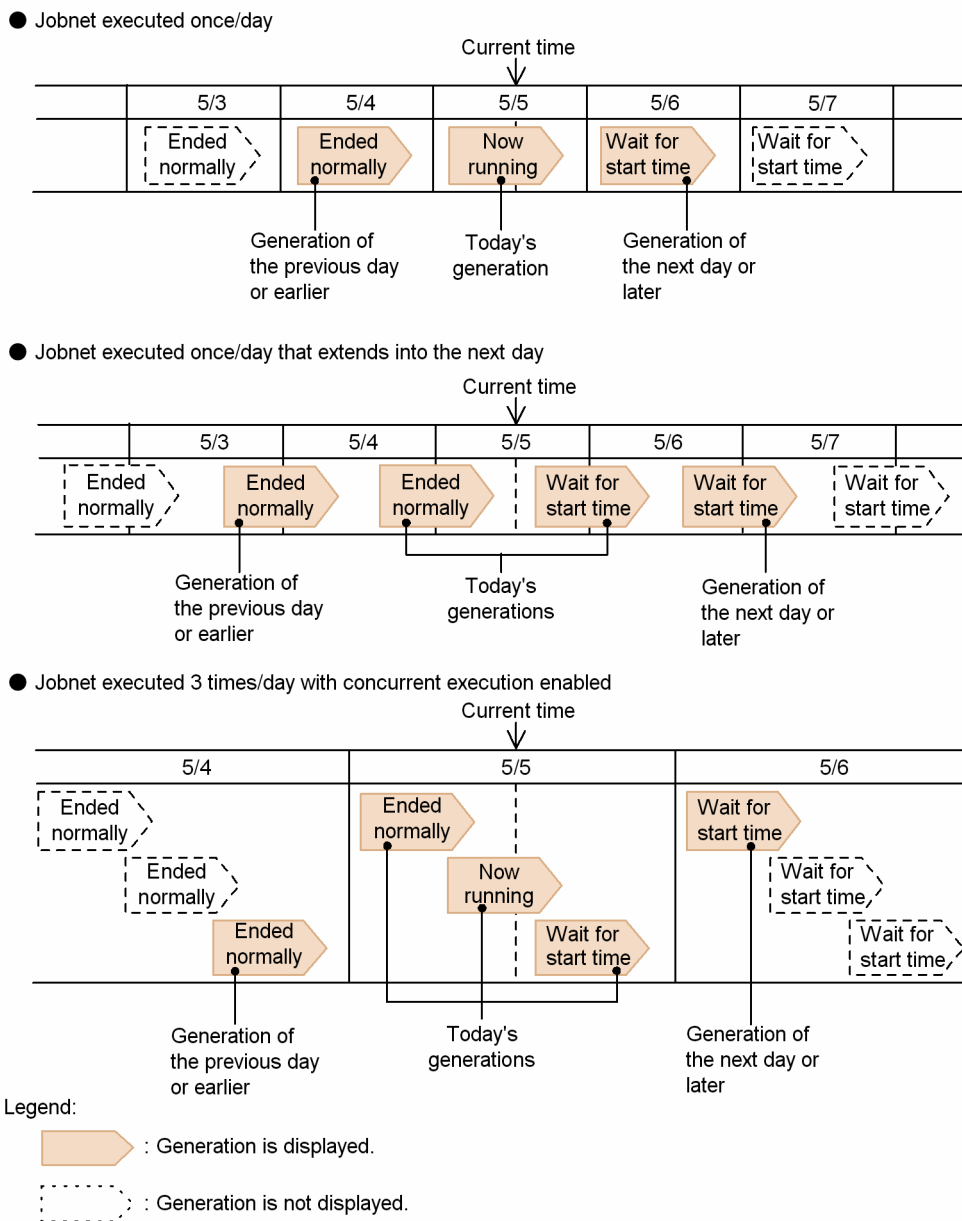 ● Jobnet executed once/day
Current time
5/3 5/4 5/5 5/6 5/7
Ended Ended Now Wait for Wait for
normally normally running start time start time
Generation of Today's Generation of
the previous day generation the next day or
or earlier later
● Jobnet executed once/day that extends into the next day
Current time
5/3 5/4 5/5 5/6 5/7
Ended Ended Ended Wait for Wait for Wait for
normally normally normally start time start time start time
Generation of Today's Generation of
the previous day generations the next day or
or earlier later
● Jobnet executed 3 times/day with concurrent execution enabled
Current time
5/4 5/5 5/6
Ended Ended Wait for
normally normally start time
Ended Now Wait for
normally running start time
Ended Wait for Wait for
normally start time start time
Generation of Today's Generation of
the previous day generations the next day or
or earlier later
Legend:
: Generation is displayed.
: Generation is not displayed.